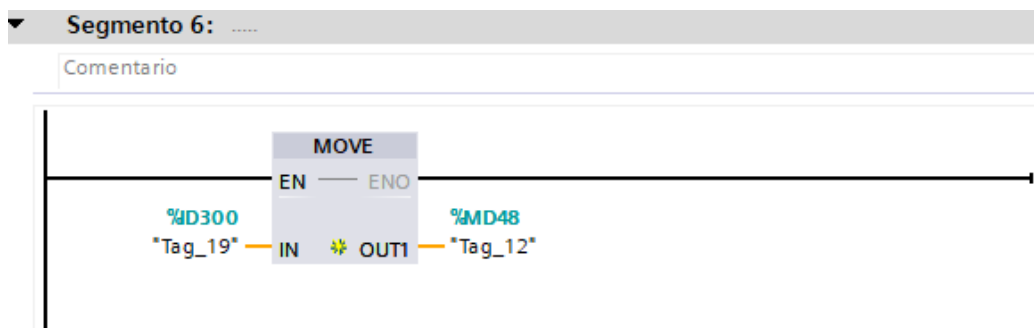 Segmento 6: .....
Comentario
MOVE
EN ENO
%ID300 %MD48
"Tag_19" IN OUT1 "Tag_12"